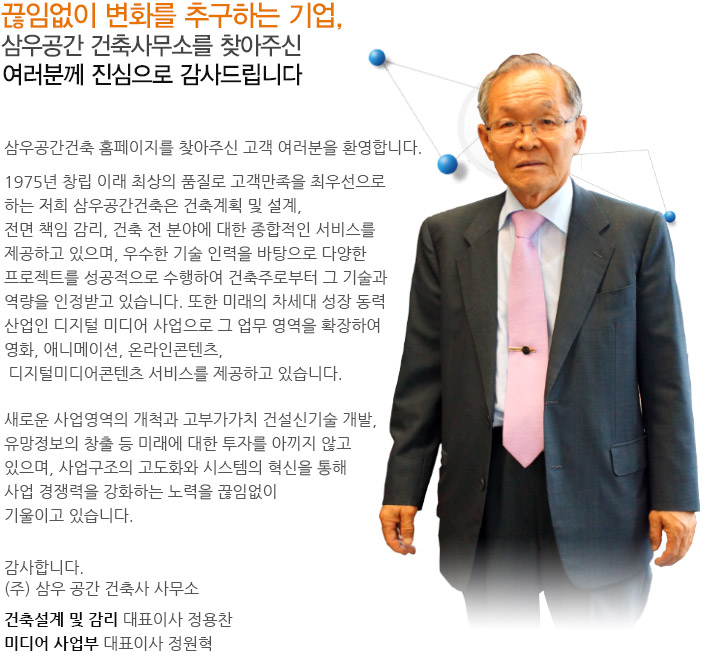 끊임없이 변화를 추구하는 기업,
삼우공간 건축사무소를 찾아주신
여러분께 진심으로 감사드립니다
삼우공간건축 홈페이지를 찾아주신 고객 여러분을 환영합니다.
1975년 창립 이래 최상의 품질로 고객만족을 최우선으로
하는 저희 삼우공간건축은 건축계획 및 설계,
전면 책임 감리, 건축 전 분야에 대한 종합적인 서비스를
제공하고 있으며, 우수한 기술 인력을 바탕으로 다양한
프로젝트를 성공적으로 수행하여 건축주로부터 그 기술과
역량을 인정받고 있습니다. 또한 미래의 차세대 성장 동력
산업인 디지털 미디어 사업으로 그 업무 영역을 확장하여
영화, 애니메이션, 온라인콘텐츠,
디지털미디어콘텐츠 서비스를 제공하고 있습니다.
새로운 사업영역의 개척과 고부가가치 건설신기술 개발,
유망정보의 창출 등 미래에 대한 투자를 아끼지 않고
있으며, 사업구조의 고도화와 시스템의 혁신을 통해
사업 경쟁력을 강화하는 노력을 끊임없이
기울이고 있습니다.
감사합니다.
(주) 삼우 공간 건축사 사무소
건축설계 및 감리 대표이사 정용찬
미디어 사업부 대표이사 정원혁